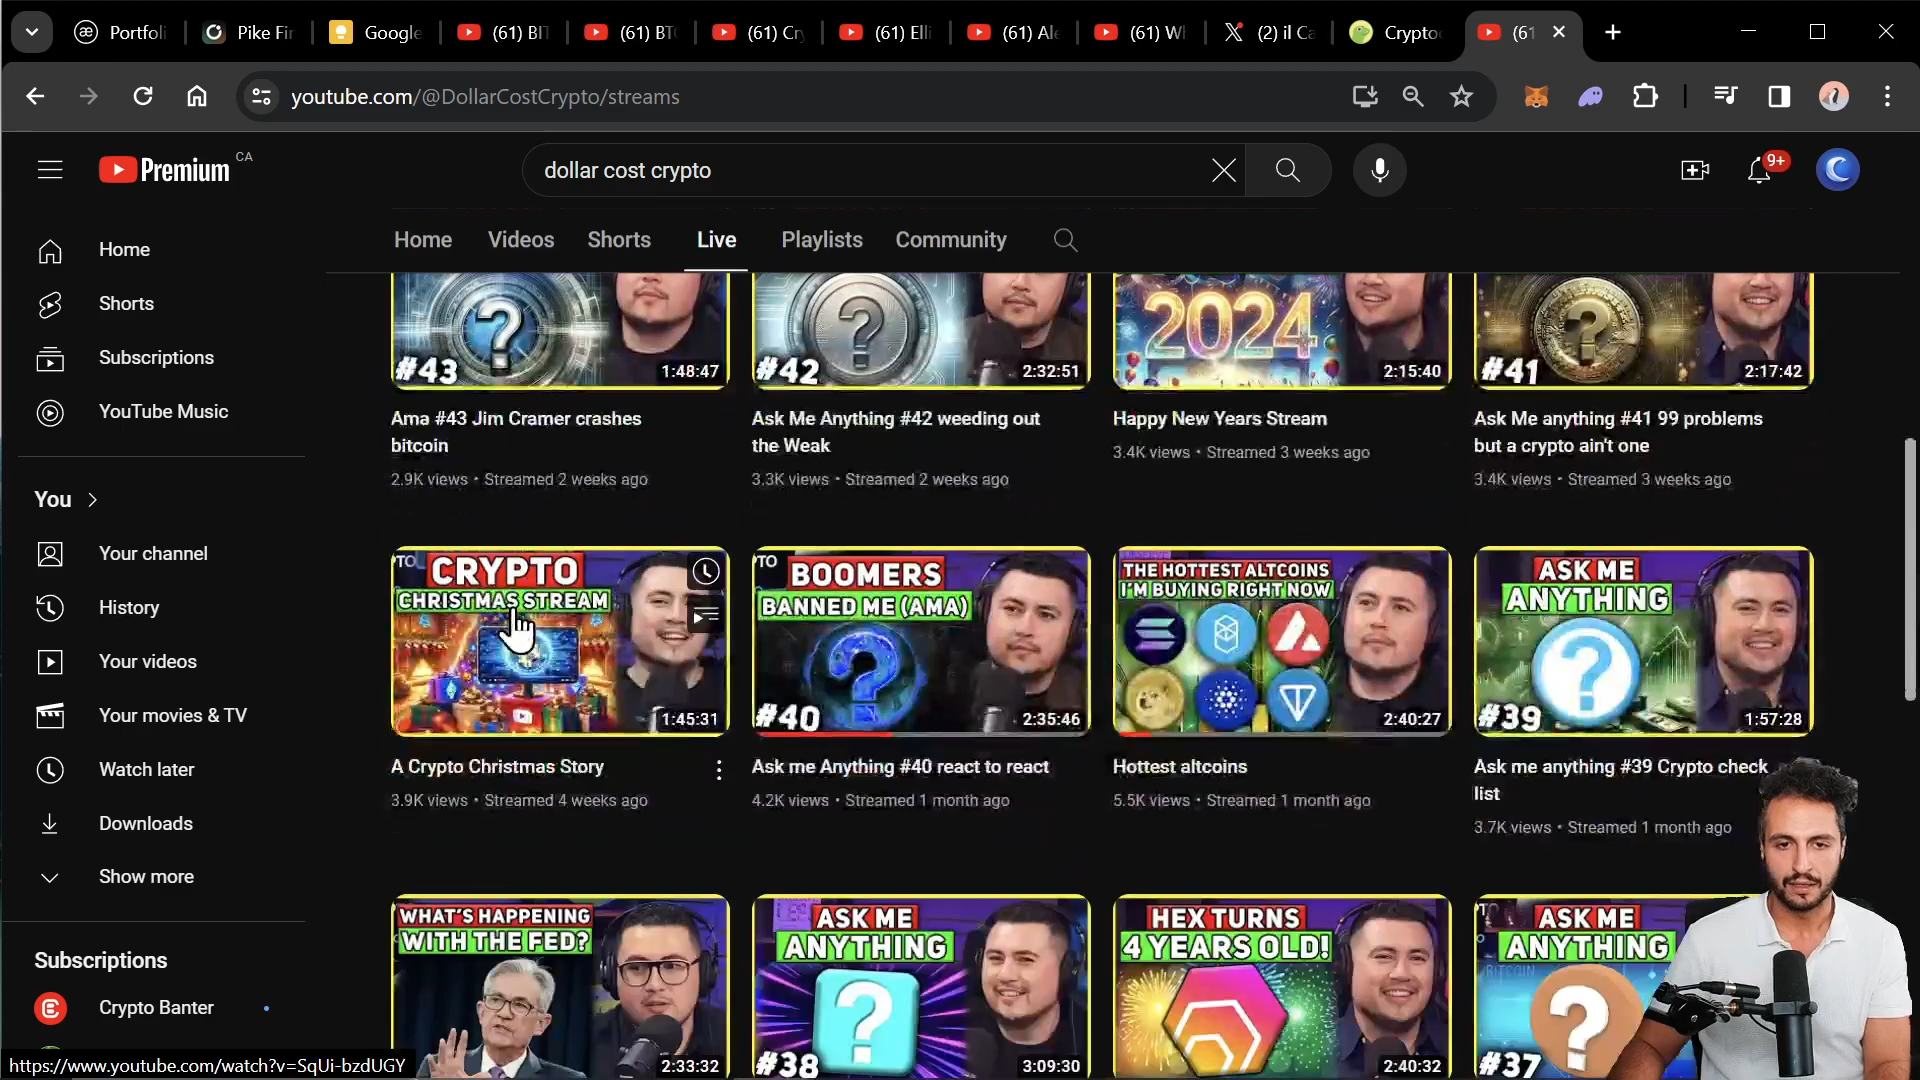 Portfoli
Pike Fir
Google
(61) BI
(61) BT
(61) Cry
(61) Elli
(61) Ale
(61) W
(2) il Ca
Crypto
(61
youtube.com/@DollarCostCrypto/streams
Premium CA
dollar cost crypto
9+
Home
Shorts
Subscriptions
YouTube Music
You
Your channel
History
Your videos
Your movies & TV
Watch later
Downloads
Show more
Subscriptions
Crypto Banter
Home Videos Shorts Live Playlists Community
#43
1:48:47
Ama #43 Jim Cramer crashes
bitcoin
2.9K views • Streamed 2 weeks ago
#42
2:32:51
Ask Me Anything #42 weeding out
the Weak
3.3K views • Streamed 2 weeks ago
2024
2:15:40
Happy New Years Stream
3.4K views • Streamed 3 weeks ago
#41
2:17:42
Ask Me anything #41 99 problems
but a crypto ain't one
3.4K views • Streamed 3 weeks ago
CRYPTO
CHRISTMAS STREAM
1:45:31
A Crypto Christmas Story
3.9K views • Streamed 4 weeks ago
BOOMERS
BANNED ME (AMA)
#40
2:35:46
Ask me Anything #40 react to react
4.2K views • Streamed 1 month ago
THE HOTTEST ALTCOINS
I'M BUYING RIGHT NOW
2:40:27
Hottest altcoins
5.5K views • Streamed 1 month ago
ASK ME
ANYTHING
#39
1:57:28
Ask me anything #39 Crypto check
list
3.7K views • Streamed 1 month ago
WHAT'S HAPPENING
WITH THE FED?
2:33:32
ASK ME
ANYTHING
#38
3:09:30
HEX TURNS
4 YEARS OLD!
2:40:32
ASK ME
ANYTHING
#37
https://www.youtube.com/watch?v=SqUi-bzdUGY